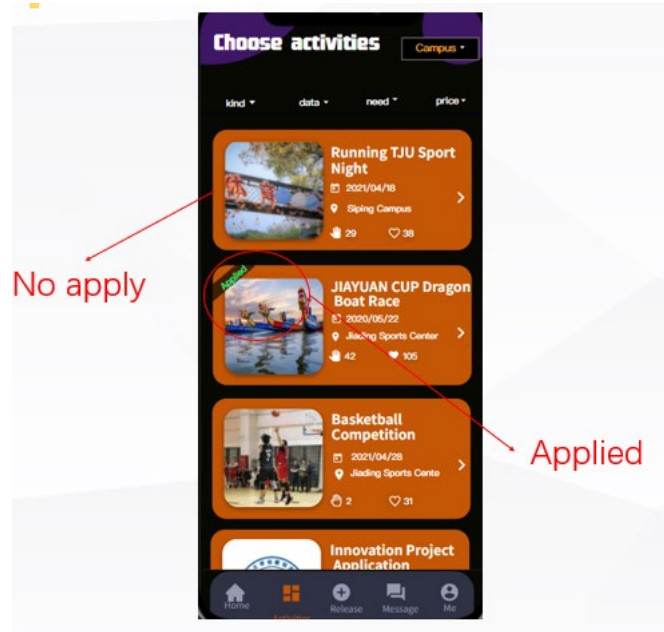 Choose activities
Campus
kind
data
need
price
Running TJU Sport
Night
2021/04/18
Siping Campus
29
38
No apply
Applied
JIAYUAN CUP Dragon
Boat Race
2020/05/22
Jiading Sports Center
42
105
Basketball
Competition
2021/04/28
Jiading Sports Cente
2
31
Applied
Innovation Project
Application
Home
Activities
Release
Message
Me